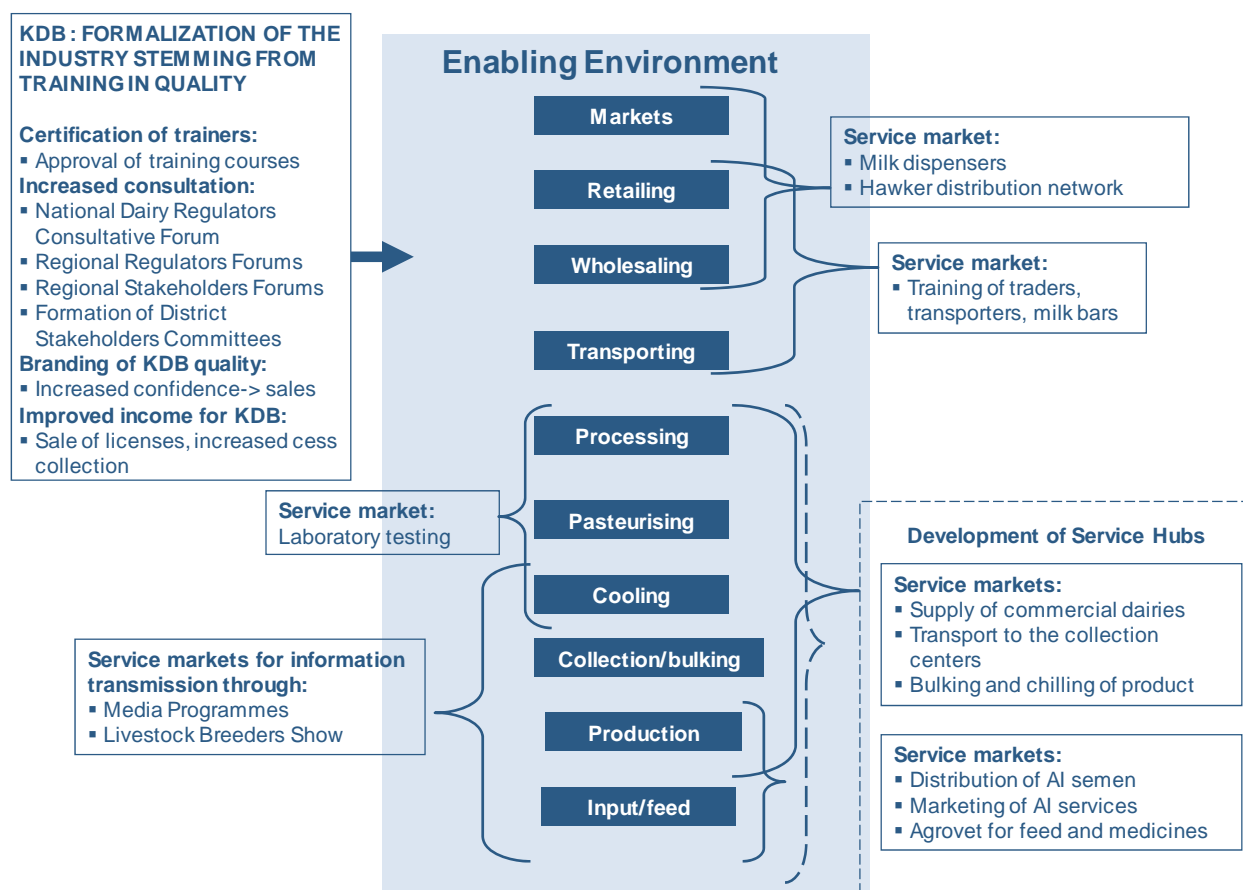 KDB : FORMALIZATION OF THE
INDUSTRY STEMMING FROM
TRAINING IN QUALITY
Certification of trainers:
▪ Approval of training courses
Increased consultation:
▪ National Dairy Regulators
Consultative Forum
▪ Regional Regulators Forums
▪ Regional Stakeholders Forums
▪ Formation of District
Stakeholders Committees
Branding of KDB quality:
▪ Increased confidence-> sales
Improved income for KDB:
▪ Sale of licenses, increased cess
collection
Enabling Environment
Markets
Retailing
Wholesaling
Transporting
Processing
Pasteurising
Cooling
Collection/bulking
Production
Input/feed
Service market:
▪ Milk dispensers
▪ Hawker distribution network
Service market:
▪ Training of traders,
transporters, milk bars
Service market:
Laboratory testing
Service markets for information
transmission through:
▪ Media Programmes
▪ Livestock Breeders Show
Development of Service Hubs
Service markets:
▪ Supply of commercial dairies
▪ Transport to the collection
centers
▪ Bulking and chilling of product
Service markets:
▪ Distribution of AI semen
▪ Marketing of AI services
▪ Agrovet for feed and medicines